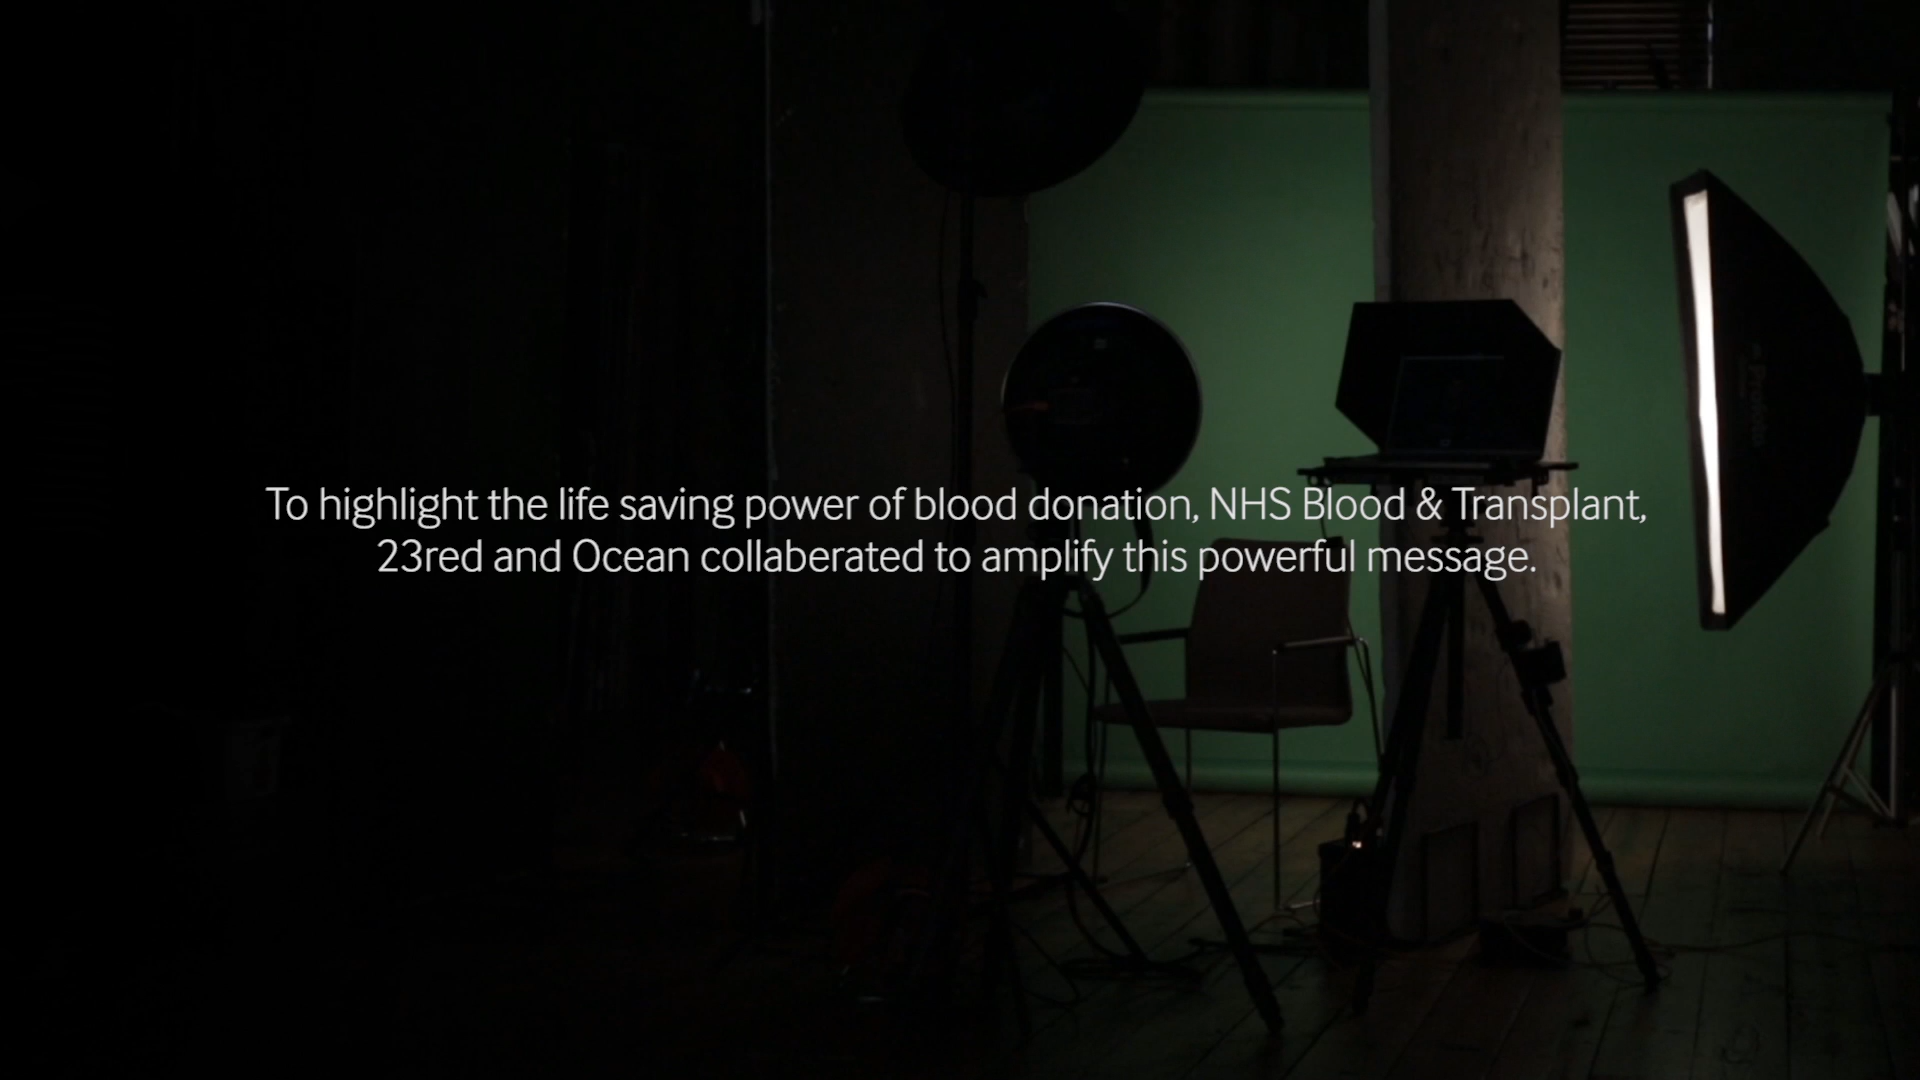 To highlight the life saving power of blood donation, NHS Blood & Transplant,
23red and Ocean collaberated to amplify this powerful message.
Profoto